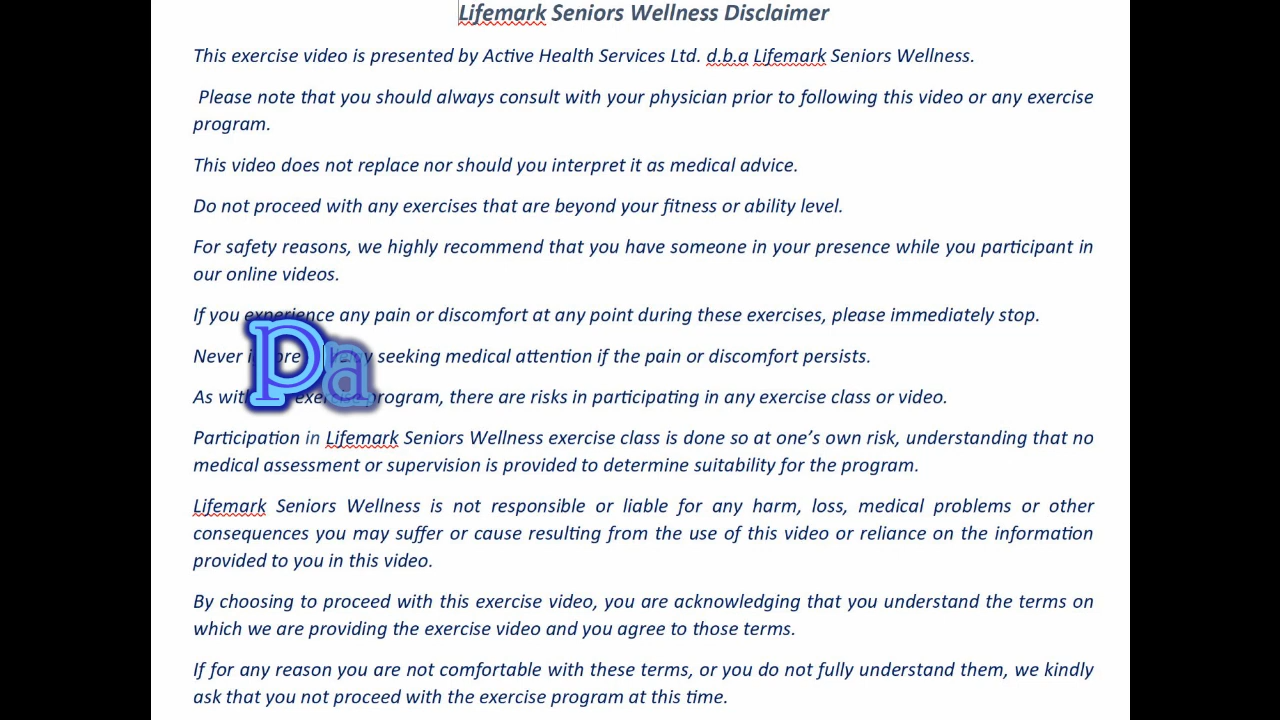 Lifemark Seniors Wellness Disclaimer
This exercise video is presented by Active Health Services Ltd. d.b.a Lifemark Seniors Wellness.
Please note that you should always consult with your physician prior to following this video or any exercise
program.
This video does not replace nor should you interpret it as medical advice.
Do not proceed with any exercises that are beyond your fitness or ability level.
For safety reasons, we highly recommend that you have someone in your presence while you participant in
our online videos.
If you experience any pain or discomfort at any point during these exercises, please immediately stop.
Never seeking medical attention if the pain or discomfort persists.
Pa
As with exercise program, there are risks in participating in any exercise class or video.
Participation in Lifemark Seniors Wellness exercise class is done so at one’s own risk, understanding that no
medical assessment or supervision is provided to determine suitability for the program.
Lifemark Seniors Wellness is not responsible or liable for any harm, loss, medical problems or other
consequences you may suffer or cause resulting from the use of this video or reliance on the information
provided to you in this video.
By choosing to proceed with this exercise video, you are acknowledging that you understand the terms on
which we are providing the exercise video and you agree to those terms.
If for any reason you are not comfortable with these terms, or you do not fully understand them, we kindly
ask that you not proceed with the exercise program at this time.